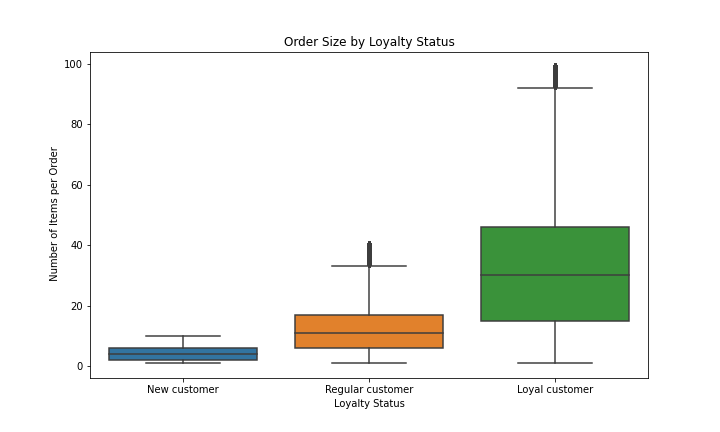 Order Size by Loyalty Status
Number of Items per Order
100
80
60
40
20
0
New customer
Regular customer
Loyal customer
Loyalty Status